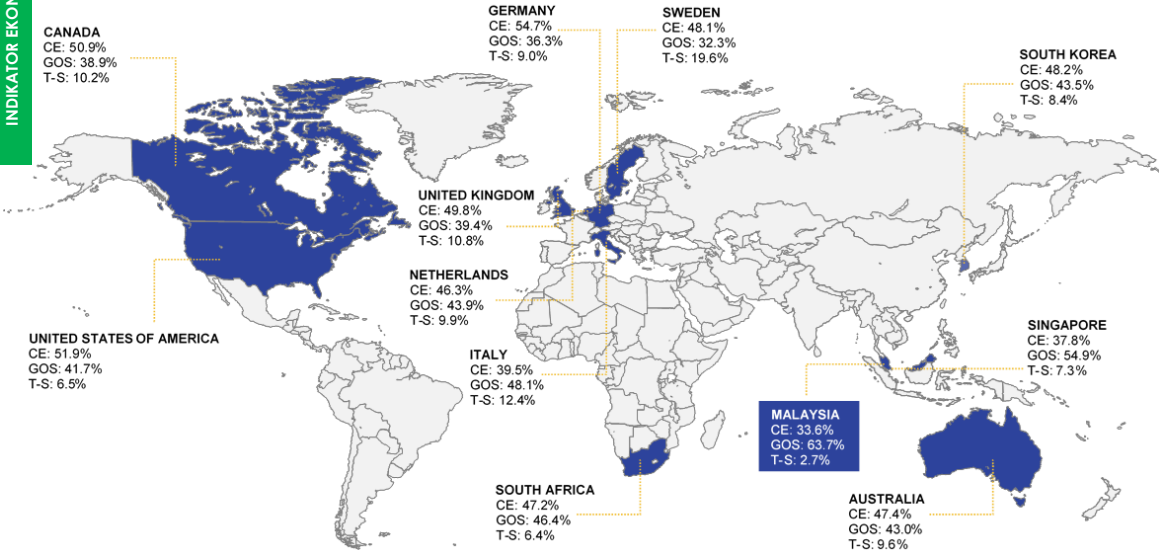 INDIKATOR EKON
CANADA
CE: 50.9%
GOS: 38.9%
T-S: 10.2%
GERMANY
CE: 54.7%
GOS: 36.3%
T-S: 9.0%
SWEDEN
CE: 48.1%
GOS: 32.3%
T-S: 19.6%
SOUTH KOREA
CE: 48.2%
GOS: 43.5%
T-S: 8.4%
UNITED KINGDOM
CE: 49.8%
GOS: 39.4%
T-S: 10.8%
NETHERLANDS
CE: 46.3%
GOS: 43.9%
T-S: 9.9%
UNITED STATES OF AMERICA
CE: 51.9%
GOS: 41.7%
T-S: 6.5%
ITALY
CE: 39.5%
GOS: 48.1%
T-S: 12.4%
SINGAPORE
CE: 37.8%
GOS: 54.9%
T-S: 7.3%
MALAYSIA
CE: 33.6%
GOS: 63.7%
T-S: 2.7%
SOUTH AFRICA
CE: 47.2%
GOS: 46.4%
T-S: 6.4%
AUSTRALIA
CE: 47.4%
GOS: 43.0%
T-S: 9.6%